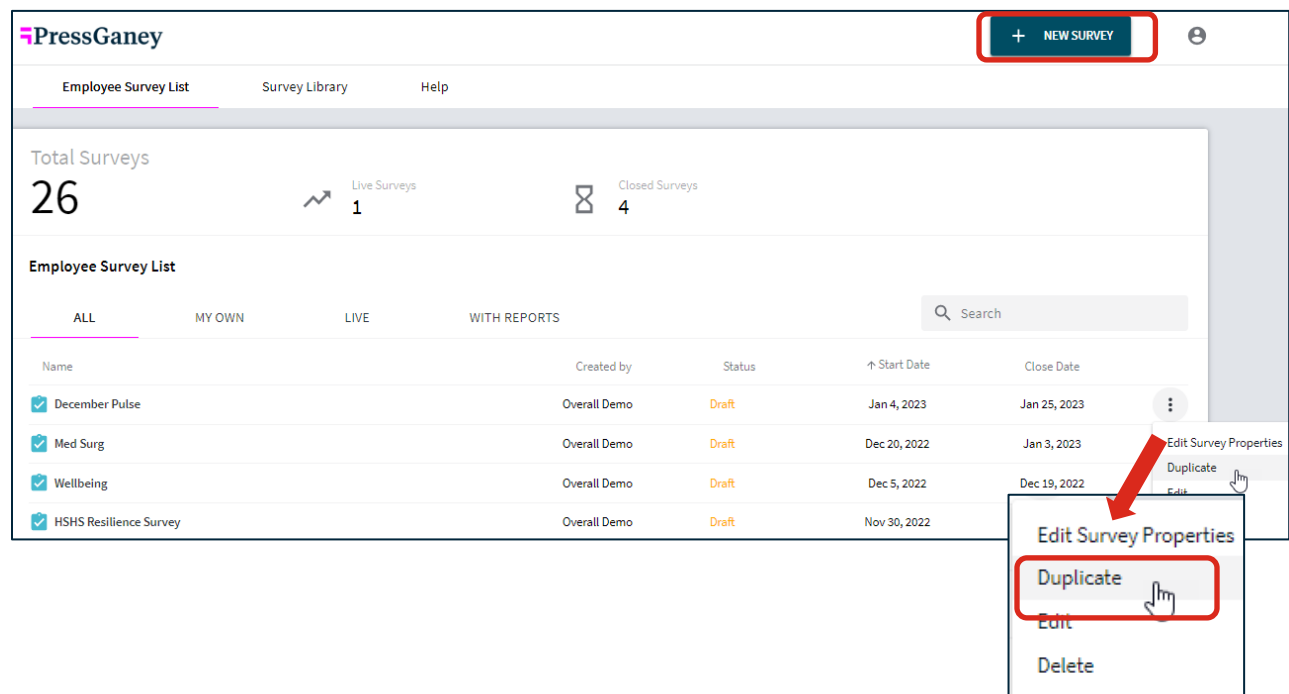 PressGaney
+ NEW SURVEY
Employee Survey List Survey Library Help
Total Surveys
26
Live Surveys
1
Closed Surveys
4
Employee Survey List
ALL MY OWN LIVE WITH REPORTS Search
Name Created by Status ↑ Start Date Close Date
December Pulse Overall Demo Draft Jan 4, 2023 Jan 25, 2023
Med Surg Overall Demo Draft Dec 20, 2022 Jan 3, 2023
Wellbeing Overall Demo Draft Dec 5, 2022 Dec 19, 2022
HSHS Resilience Survey Overall Demo Draft Nov 30, 2022
Edit Survey Properties
Duplicate
Edit
Edit Survey Properties
Duplicate
Edit
Delete